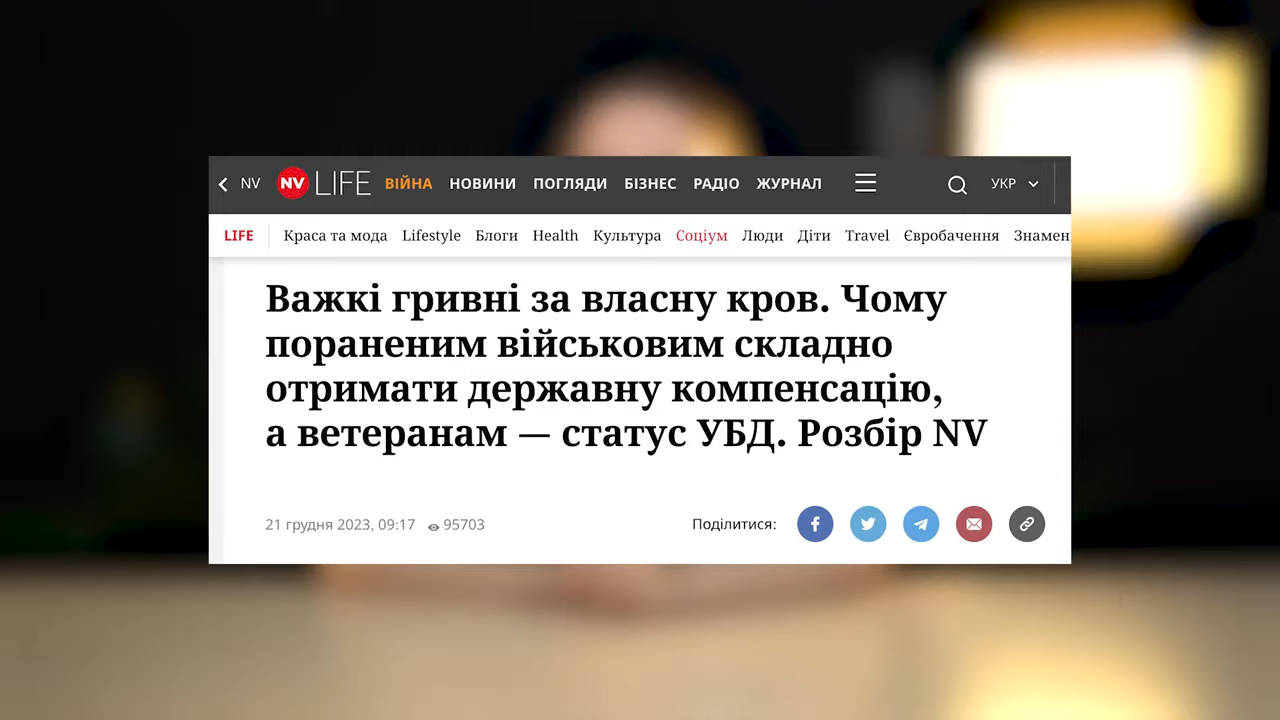 NV NV LIFE ВІЙНА НОВИНИ ПОГЛЯДИ БІЗНЕС РАДІО ЖУРНАЛ УКР
LIFE Краса та мода Lifestyle Блоги Health Культура Соціум Люди Діти Travel Євробачення Знамен
Важкі гривні за власну кров. Чому
пораненим військовим складно
отримати державну компенсацію,
а ветеранам — статус УБД. Розбір NV
21 грудня 2023, 09:17 95703 Поділитися: